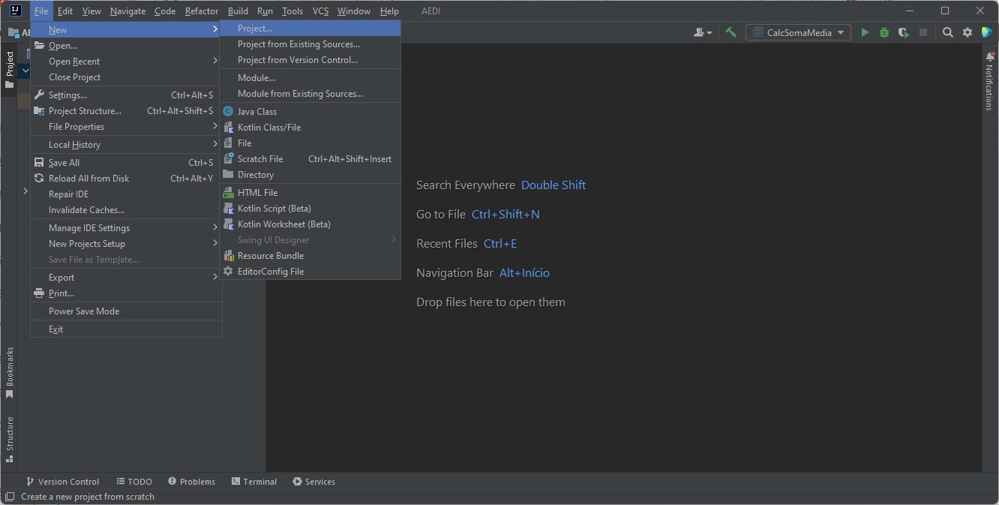 IJ File Edit View Navigate Code Refactor Build Run Tools VCS Window Help AEDI
CalcSomaMedia
New
Open...
Open Recent
Close Project
Settings... Ctrl+Alt+S
Project Structure... Ctrl+Alt+Shift+S
File Properties
Local History
Save All Ctrl+S
Reload All from Disk Ctrl+Alt+Y
Repair IDE
Invalidate Caches...
Manage IDE Settings
New Projects Setup
Save File as Template...
Export
Print...
Power Save Mode
Exit
Project...
Project from Existing Sources...
Project from Version Control...
Module...
Module from Existing Sources...
Java Class
Kotlin Class/File
File
Scratch File Ctrl+Alt+Shift+Insert
Directory
HTML File
Kotlin Script (Beta)
Kotlin Worksheet (Beta)
Swing UI Designer
Resource Bundle
EditorConfig File
Search Everywhere Double Shift
Go to File Ctrl+Shift+N
Recent Files Ctrl+E
Navigation Bar Alt+Início
Drop files here to open them
Project
Bookmarks
Structure
Notifications
Version Control TODO Problems Terminal Services
Create a new project from scratch